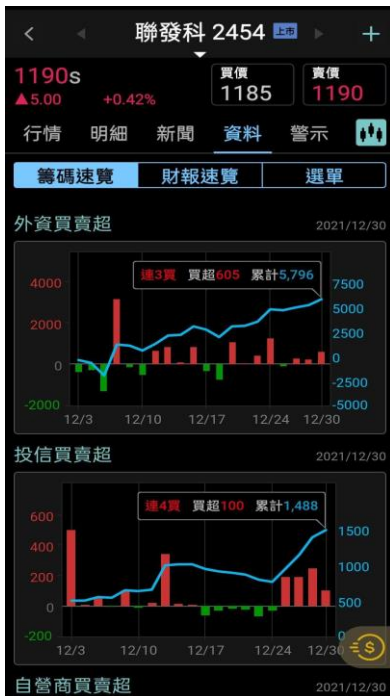 聯發科 2454 上市
1190s
▲5.00 +0.42%
買價
1185
賣價
1190
行情 明細 新聞 資料 警示
籌碼速覽 財報速覽 選單
外資買賣超 2021/12/30
連3買 買超605 累計5,796
4000
2000
0
-2000
7500
5000
2500
0
-2500
-5000
12/3 12/10 12/17 12/24 12/30
投信買賣超 2021/12/30
連4買 買超100 累計1,488
600
400
200
0
-200
1500
1000
500
0
12/3 12/10 12/17 12/24 12/30
自營商買賣超 2021/12/30